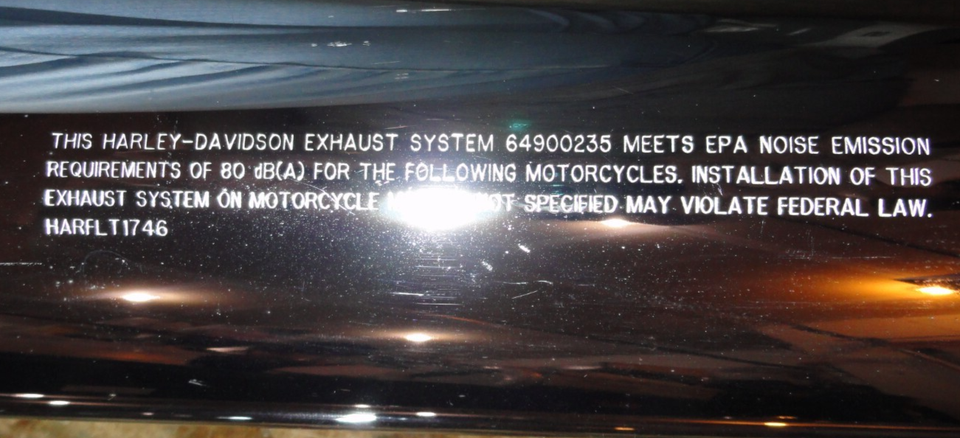 THIS HARLEY-DAVIDSON EXHAUST SYSTEM 64900235 MEETS EPA NOISE EMISSION
REQUIREMENTS OF 80 dB(A) FOR THE FOLLOWING MOTORCYCLES. INSTALLATION OF THIS
EXHAUST SYSTEM ON MOTORCYCLE NOT SPECIFIED MAY VIOLATE FEDERAL LAW.
HARFLT1746